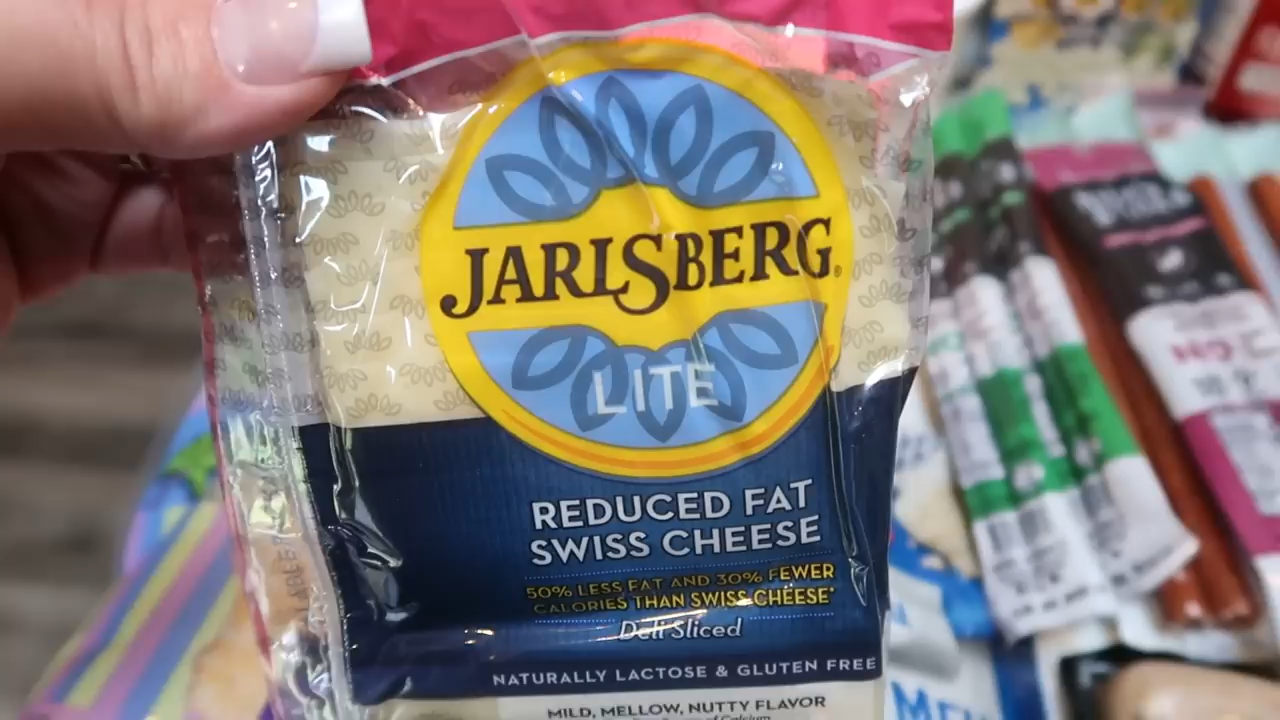 JARLSBERG
LITE
REDUCED FAT
SWISS CHEESE
50% LESS FAT AND 30% FEWER
CALORIES THAN SWISS CHEESE*
Deli Sliced
NATURALLY LACTOSE & GLUTEN FREE
MILD, MELLOW, NUTTY FLAVOR